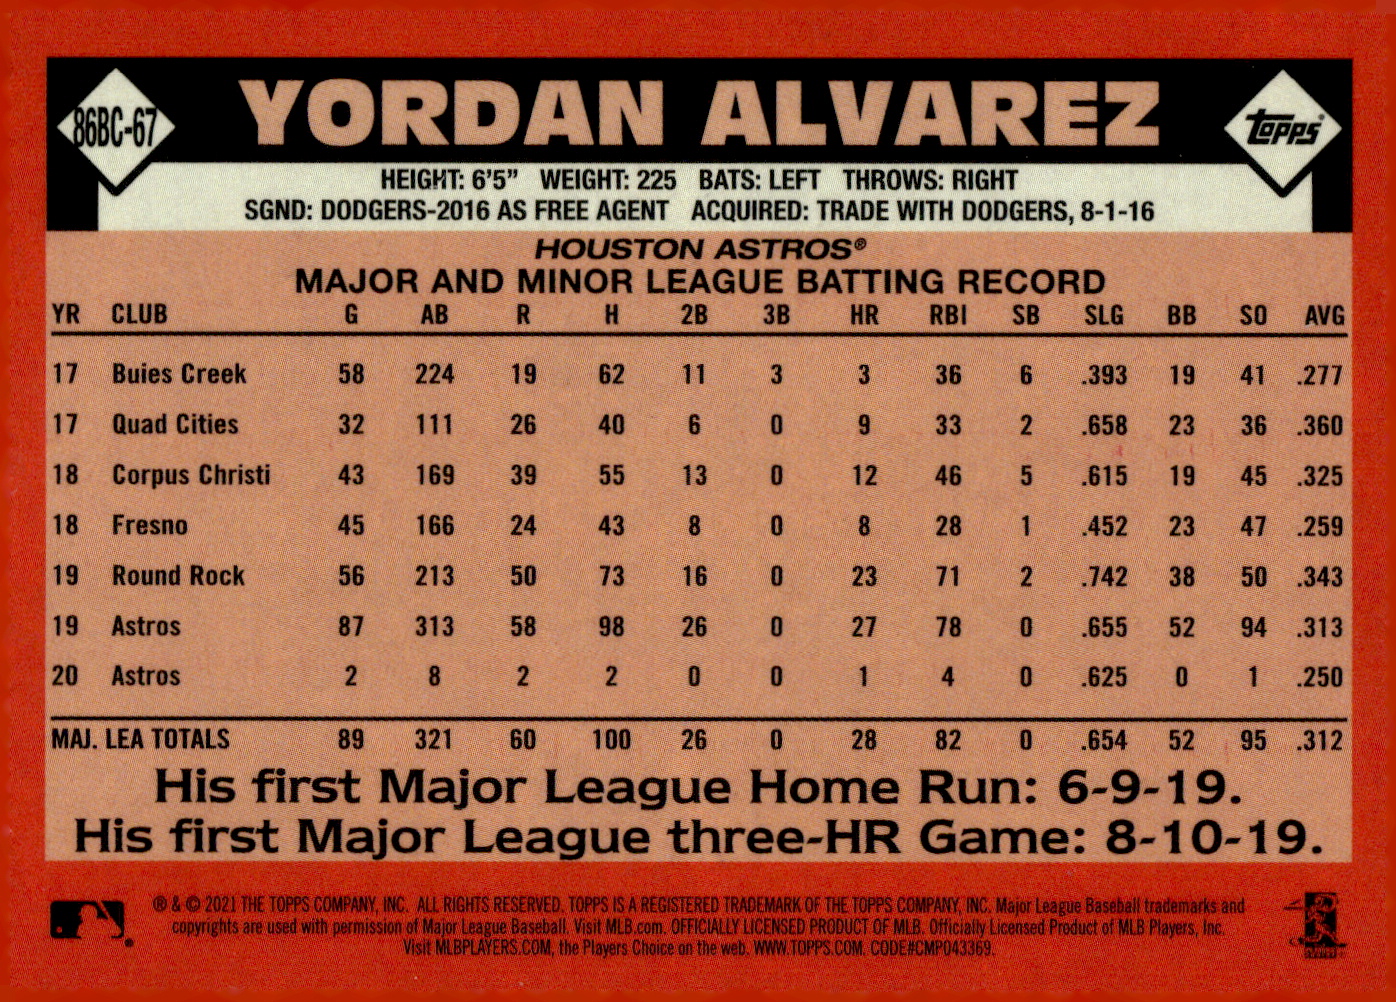 86BC-67 YORDAN ALVAREZ Topps®
HEIGHT: 6'5” WEIGHT: 225 BATS: LEFT THROWS: RIGHT
SGND: DODGERS-2016 AS FREE AGENT ACQUIRED: TRADE WITH DODGERS, 8-1-16
HOUSTON ASTROS®
MAJOR AND MINOR LEAGUE BATTING RECORD
YR CLUB G AB R H 2B 3B HR RBI SB SLG BB SO AVG
17 Buies Creek 58 224 19 62 11 3 3 36 6 .393 19 41 .277
17 Quad Cities 32 111 26 40 6 0 9 33 2 .658 23 36 .360
18 Corpus Christi 43 169 39 55 13 0 12 46 5 .615 19 45 .325
18 Fresno 45 166 24 43 8 0 8 28 1 .452 23 47 .259
19 Round Rock 56 213 50 73 16 0 23 71 2 .742 38 50 .343
19 Astros 87 313 58 98 26 0 27 78 0 .655 52 94 .313
20 Astros 2 8 2 2 0 0 1 4 0 .625 0 1 .250
MAJ. LEA TOTALS 89 321 60 100 26 0 28 82 0 .654 52 95 .312
His first Major League Home Run: 6-9-19.
His first Major League three-HR Game: 8-10-19.
® & © 2021 THE TOPPS COMPANY, INC. ALL RIGHTS RESERVED. TOPPS IS A REGISTERED TRADEMARK OF THE TOPPS COMPANY, INC. Major League Baseball trademarks and
copyrights are used with permission of Major League Baseball. Visit MLB.com. OFFICIALLY LICENSED PRODUCT OF MLB. Officially Licensed Product of MLB Players, Inc.
Visit MLBPLAYERS.COM, the Players Choice on the web. WWW.TOPPS.COM. CODE#CMP043369.